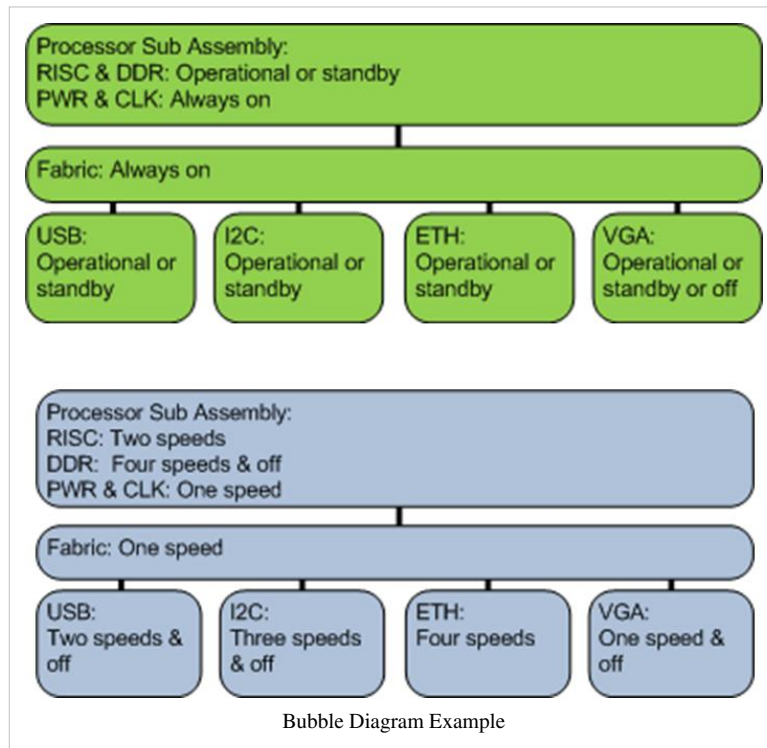 Processor Sub Assembly:
RISC & DDR: Operational or standby
PWR & CLK: Always on
Fabric: Always on
USB:
Operational or
standby
I2C:
Operational or
standby
ETH:
Operational or
standby
VGA:
Operational or
standby or off
Processor Sub Assembly:
RISC: Two speeds
DDR: Four speeds & off
PWR & CLK: One speed
Fabric: One speed
USB:
Two speeds &
off
I2C:
Three speeds
& off
ETH:
Four speeds
VGA:
One speed &
off
Bubble Diagram Example